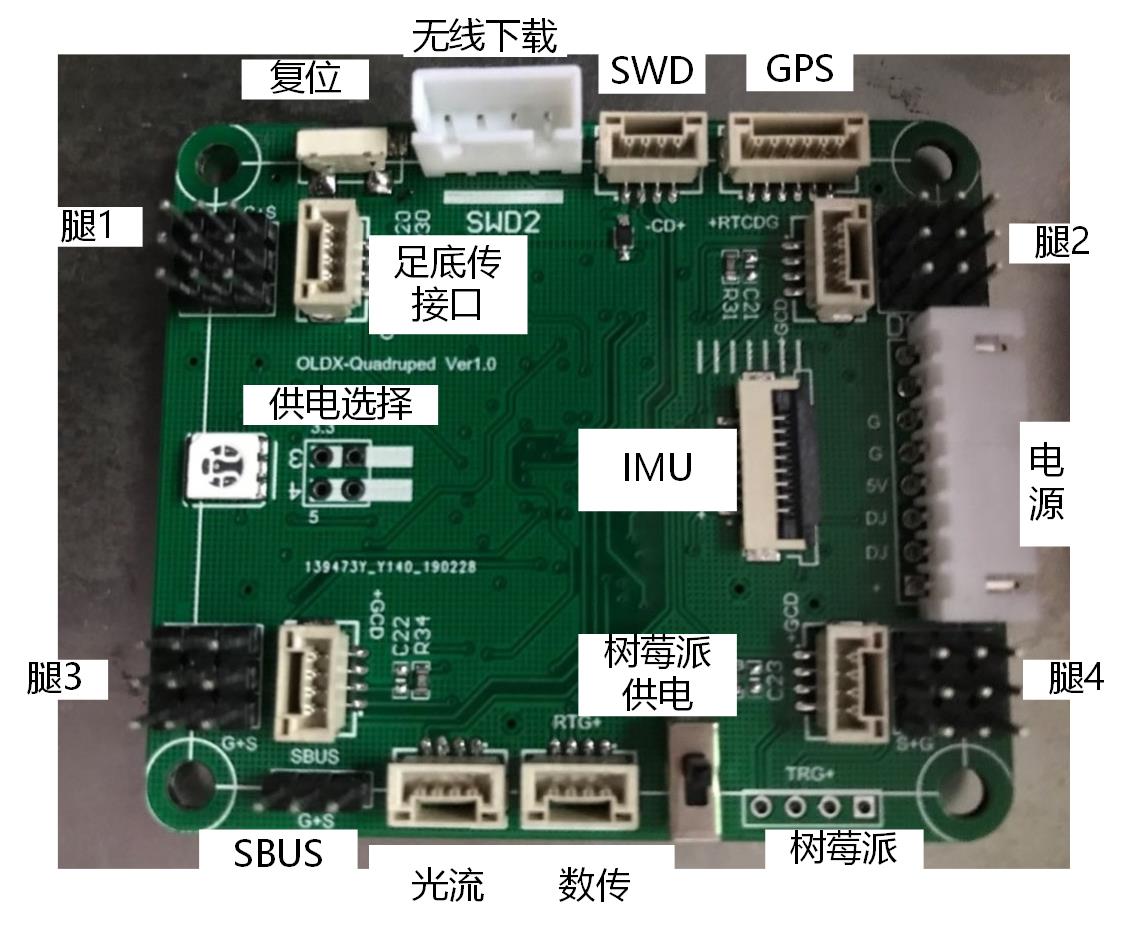 无线下载
复位
SWD
GPS
腿1
G+S
SWD2
-CD+
+RTCDG
腿2
20
30
足底传
接口
R31
C21
+GCD
OLDX-Quadruped Ver1.0
供电选择
3.3
3
4
5
IMU
G
G
5V
DJ
DJ
+
电
源
139473Y_Y140_190228
+GCD
C22
R34
树莓派
供电
C23
+GCD
腿3
腿4
G+S
SBUS
RTG+
S+G
TRG+
G+S
SBUS
树莓派
光流
数传